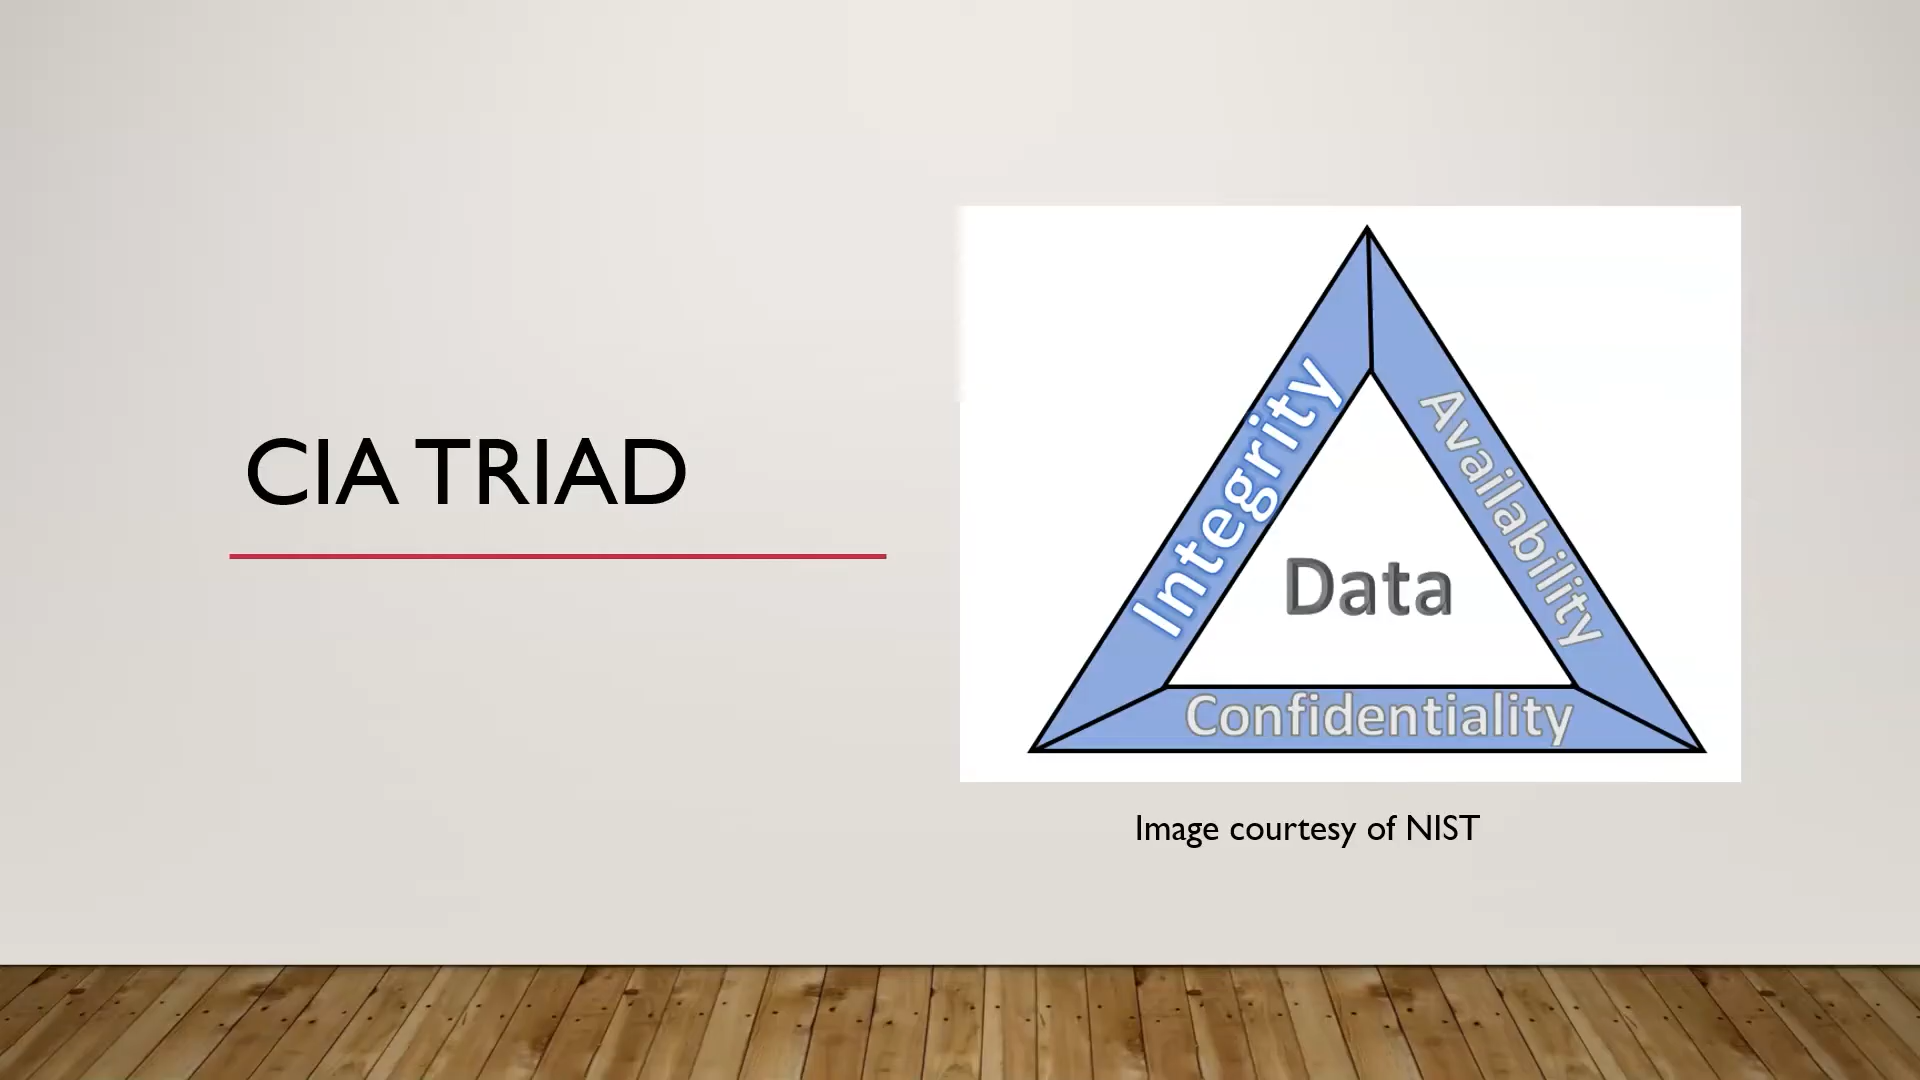 CIA TRIAD
Integrity
Availability
Data
Confidentiality
Image courtesy of NIST